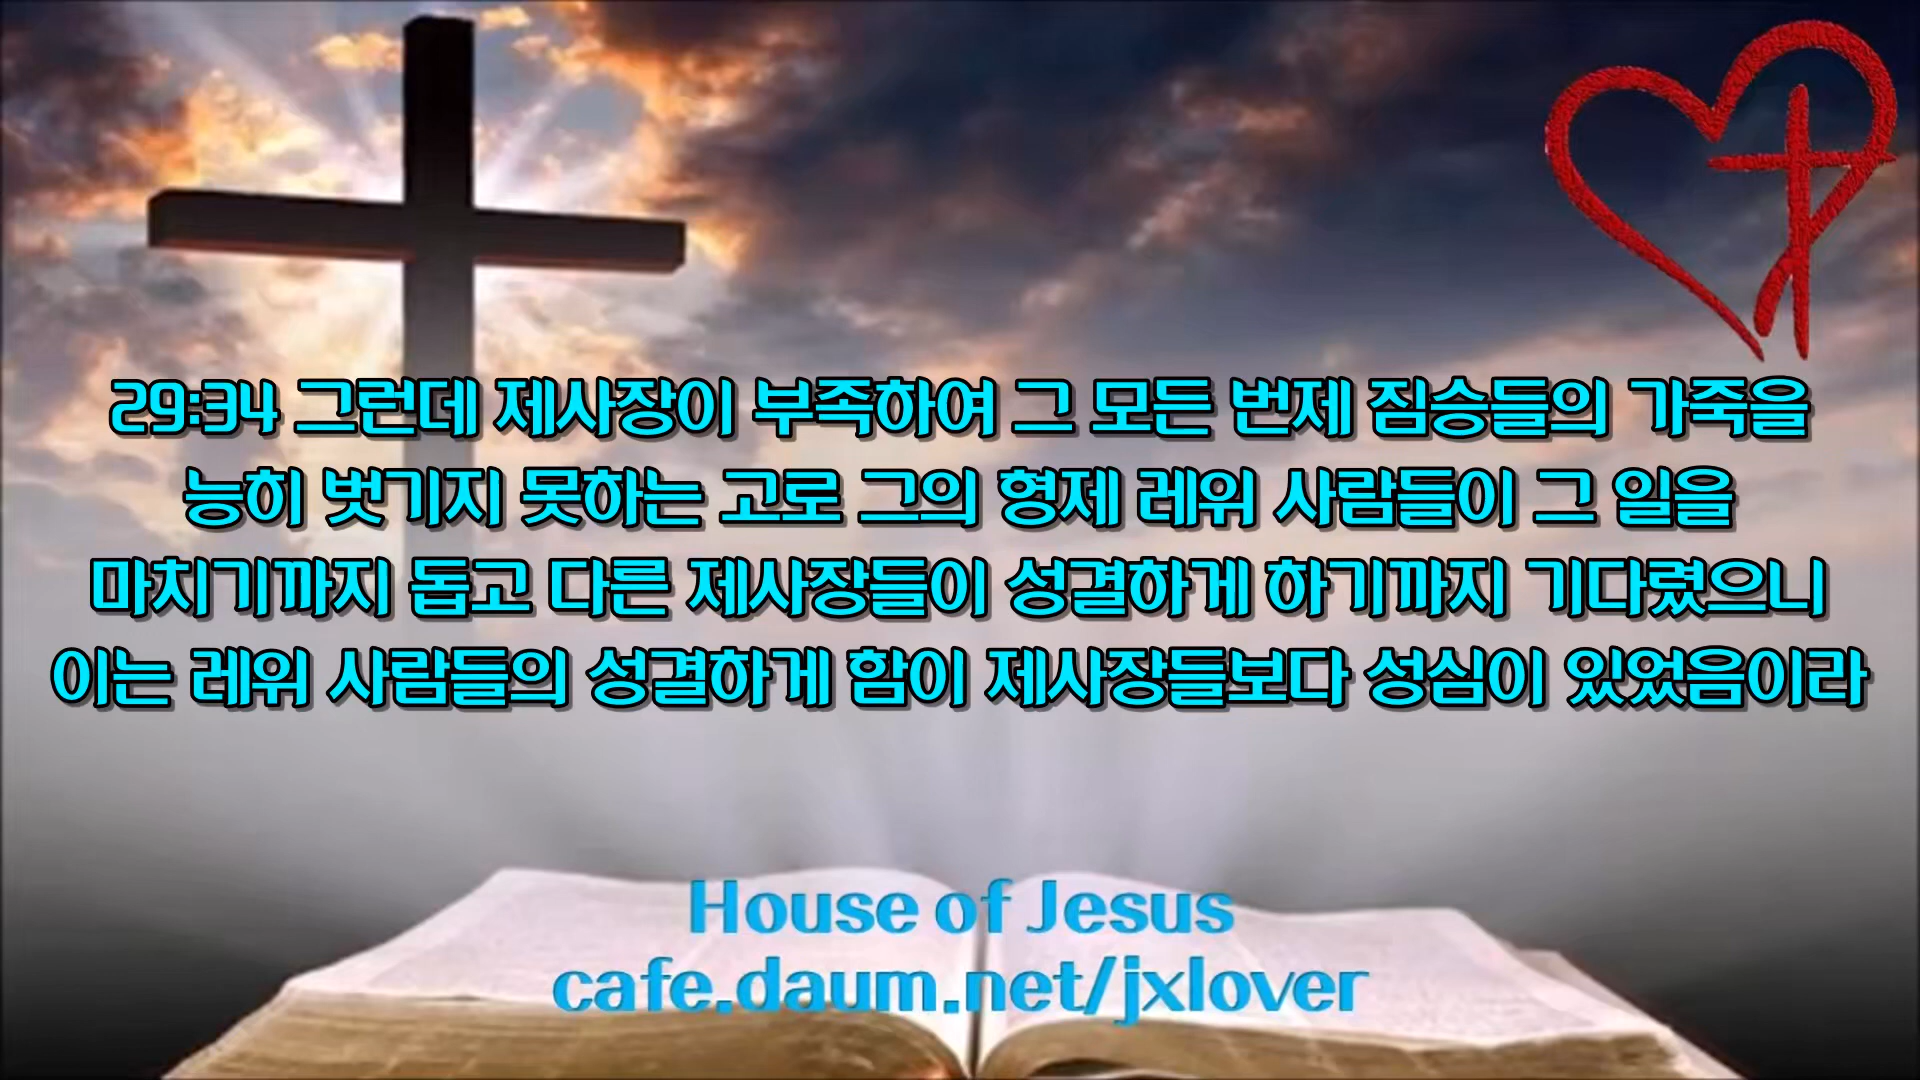 29:34 그런데 제사장이 부족하여 그 모든 번제 짐승들의 가죽을
능히 벗기지 못하는 고로 그의 형제 레위 사람들이 그 일을
마치기까지 돕고 다른 제사장들이 성결하게 하기까지 기다렸으니
이는 레위 사람들의 성결하게 함이 제사장들보다 성심이 있었음이라
House of Jesus
cafe.daum.net/jxlover